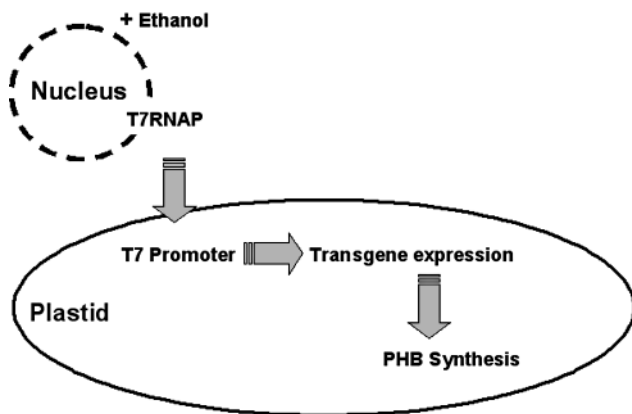 + Ethanol
Nucleus
T7RNAP
T7 Promoter
Transgene expression
Plastid
PHB Synthesis